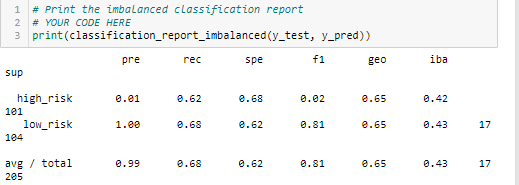 1 # Print the imbalanced classification report
2 # YOUR CODE HERE
3 print(classification_report_imbalanced(y_test, y_pred))
pre rec spe f1 geo iba
sup
high_risk 0.01 0.62 0.68 0.02 0.65 0.42
101
low_risk 1.00 0.68 0.62 0.81 0.65 0.43 17
104
avg / total 0.99 0.68 0.62 0.81 0.65 0.43 17
205